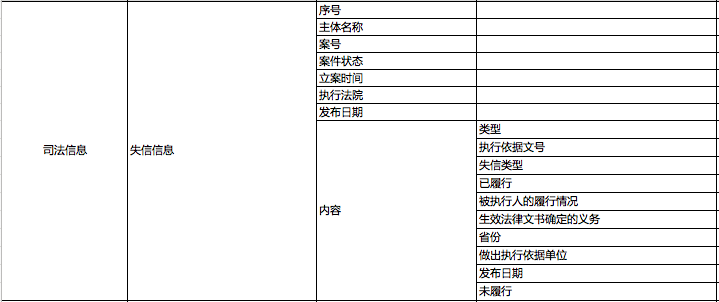 序号
主体名称
案号
案件状态
立案时间
执行法院
发布日期
司法信息
失信信息
内容
类型
执行依据文号
失信类型
已履行
被执行人的履行情况
生效法律文书确定的义务
省份
做出执行依据单位
发布日期
未履行